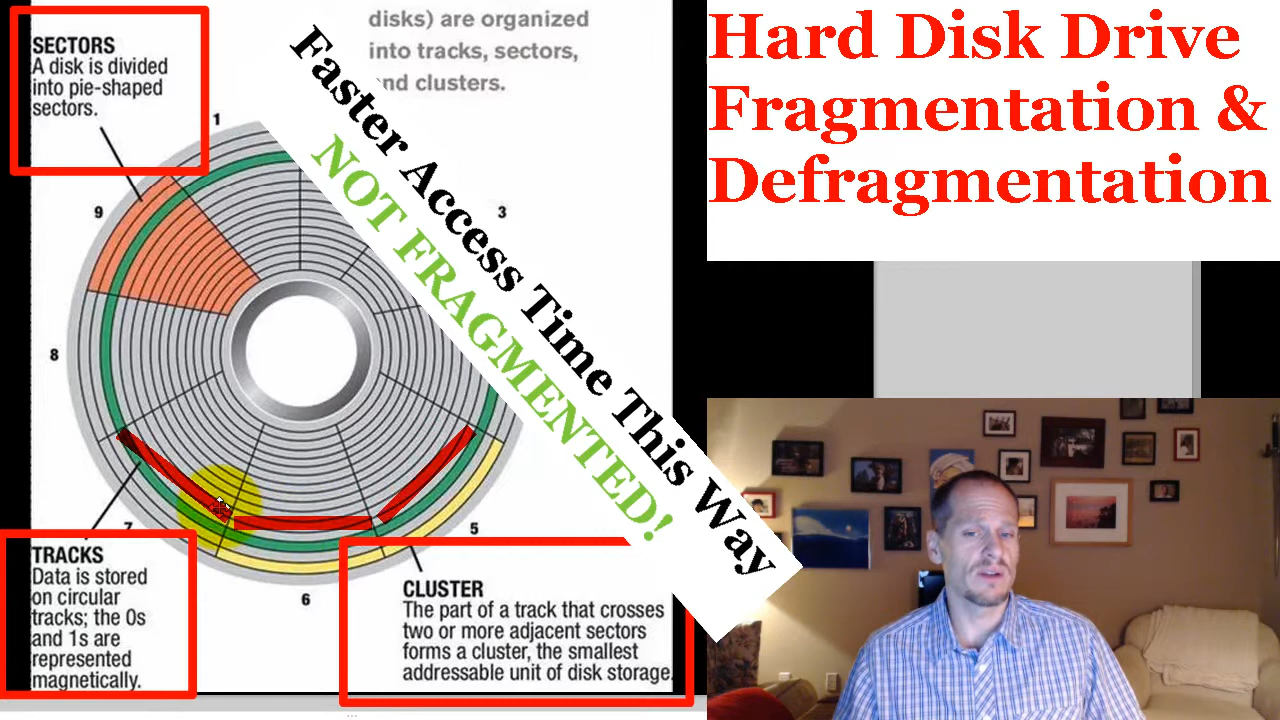 disks) are organized
into tracks, sectors,
nd clusters.
Hard Disk Drive
Fragmentation &
Defragmentation
SECTORS
A disk is divided
into pie-shaped
sectors.
Faster Access Time This Way
NOT FRAGMENTED!
1
3
9
8
7
5
6
TRACKS
Data is stored
on circular
tracks; the 0s
and 1s are
represented
magnetically.
CLUSTER
The part of a track that crosses
two or more adjacent sectors
forms a cluster, the smallest
addressable unit of disk storage.